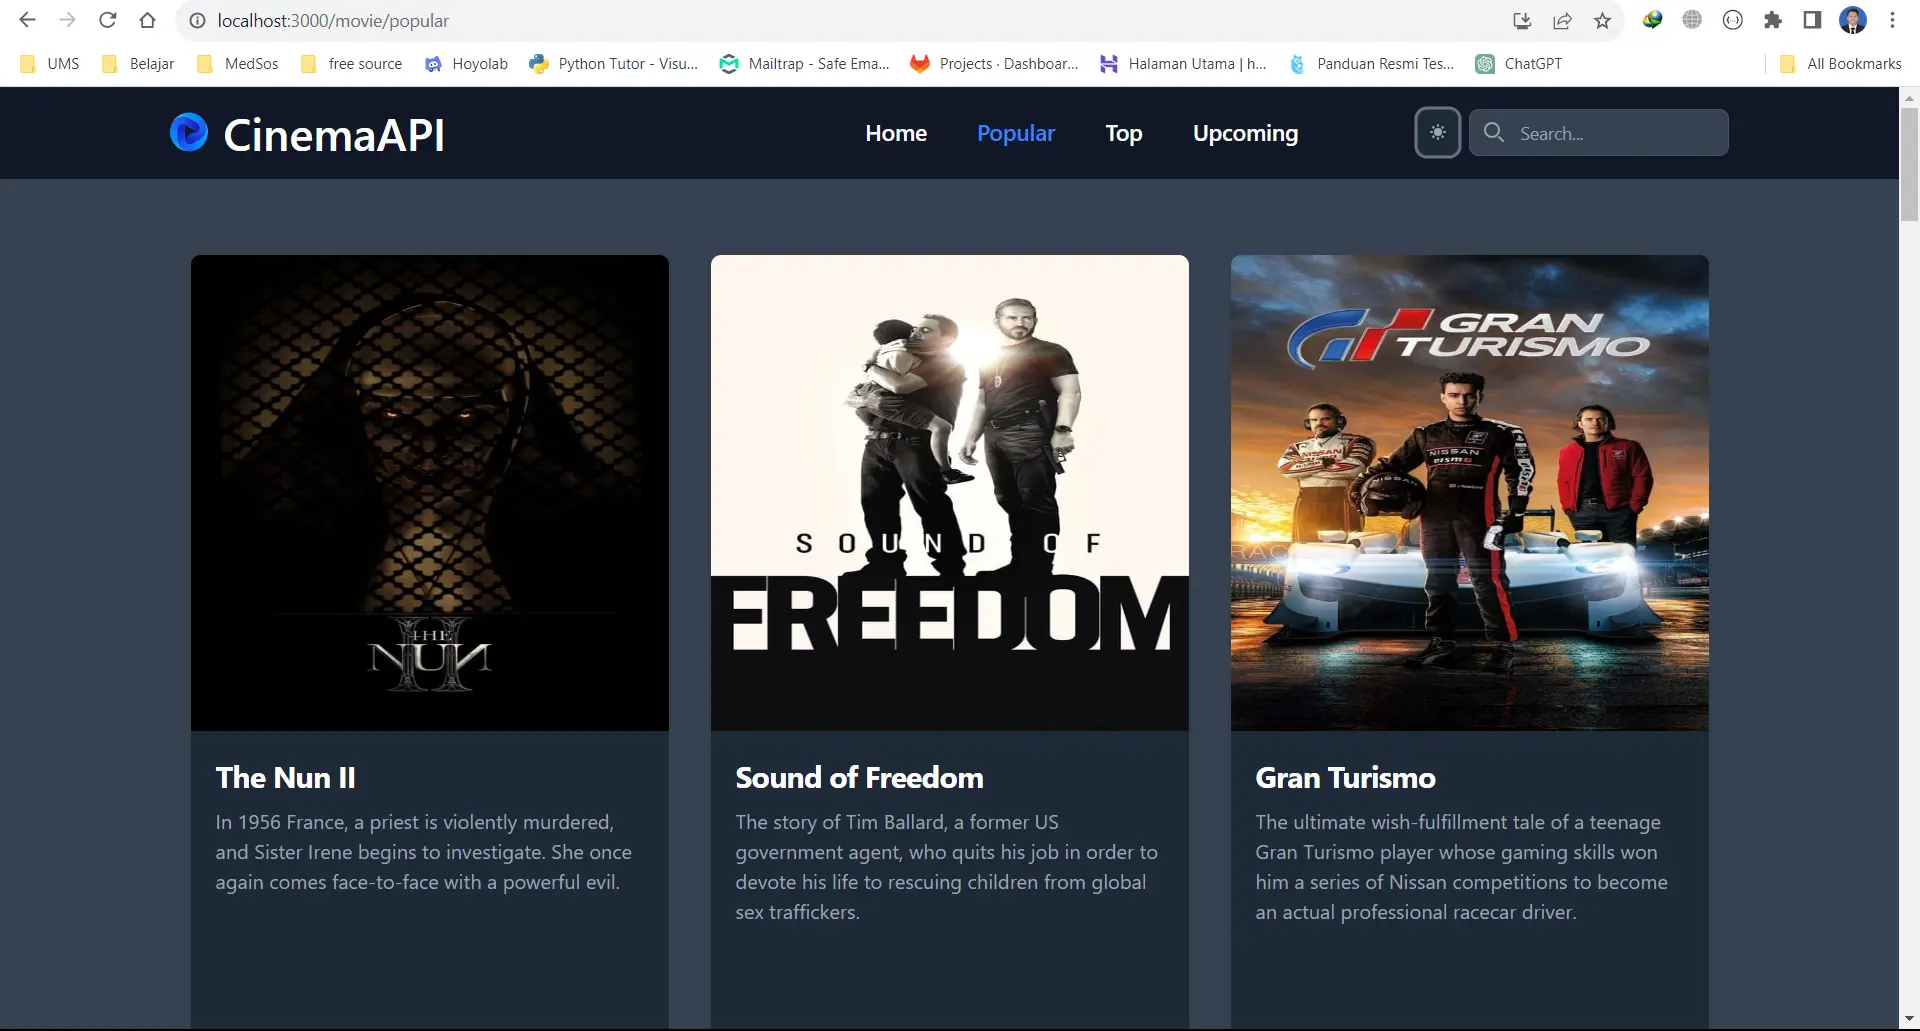 localhost:3000/movie/popular
UMS Belajar MedSos free source Hoyolab Python Tutor - Visu... Mailtrap - Safe Ema... Projects · Dashboar... Halaman Utama | h... Panduan Resmi Tes... ChatGPT All Bookmarks
CinemaAPI Home Popular Top Upcoming Search...
THE
NUN
II
SOUND OF
FREEDOM
GRAN
TURISMO
NISSAN
nismo
NISSAN
The Nun II
In 1956 France, a priest is violently murdered,
and Sister Irene begins to investigate. She once
again comes face-to-face with a powerful evil.
Sound of Freedom
The story of Tim Ballard, a former US
government agent, who quits his job in order to
devote his life to rescuing children from global
sex traffickers.
Gran Turismo
The ultimate wish-fulfillment tale of a teenage
Gran Turismo player whose gaming skills won
him a series of Nissan competitions to become
an actual professional racecar driver.